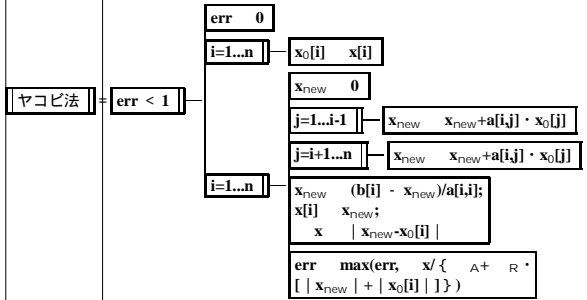 err 0
i=1...n x₀[i] x[i]
xnew 0
ヤコビ法 = err < 1
j=1...i-1 xnew xnew+a[i,j]・x₀[j]
j=i+1...n xnew xnew+a[i,j]・x₀[j]
i=1...n
xnew (b[i] - xnew)/a[i,i];
x[i] xnew;
x | xnew-x₀[i] |
err max(err, x/{ A+ R・
[ | xnew | + | x₀[i] | ] } )